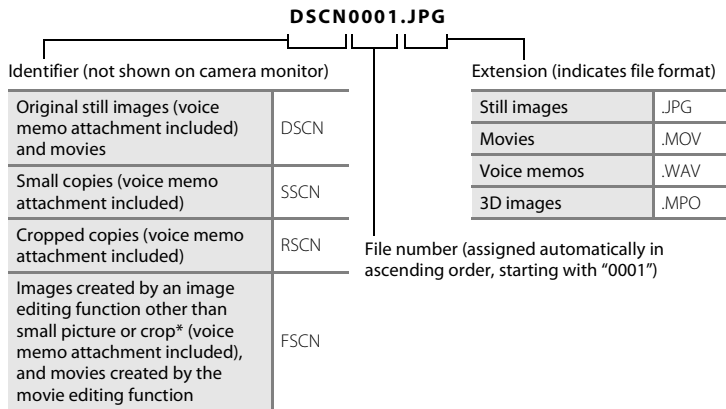 DSCN0001.JPG
Identifier (not shown on camera monitor)
Original still images (voice
memo attachment included)
and movies
DSCN
Small copies (voice memo
attachment included)
SSCN
Cropped copies (voice memo
attachment included)
RSCN
Images created by an image
editing function other than
small picture or crop* (voice
memo attachment included),
and movies created by the
movie editing function
FSCN
Extension (indicates file format)
Still images .JPG
Movies .MOV
Voice memos .WAV
3D images .MPO
File number (assigned automatically in
ascending order, starting with “0001”)